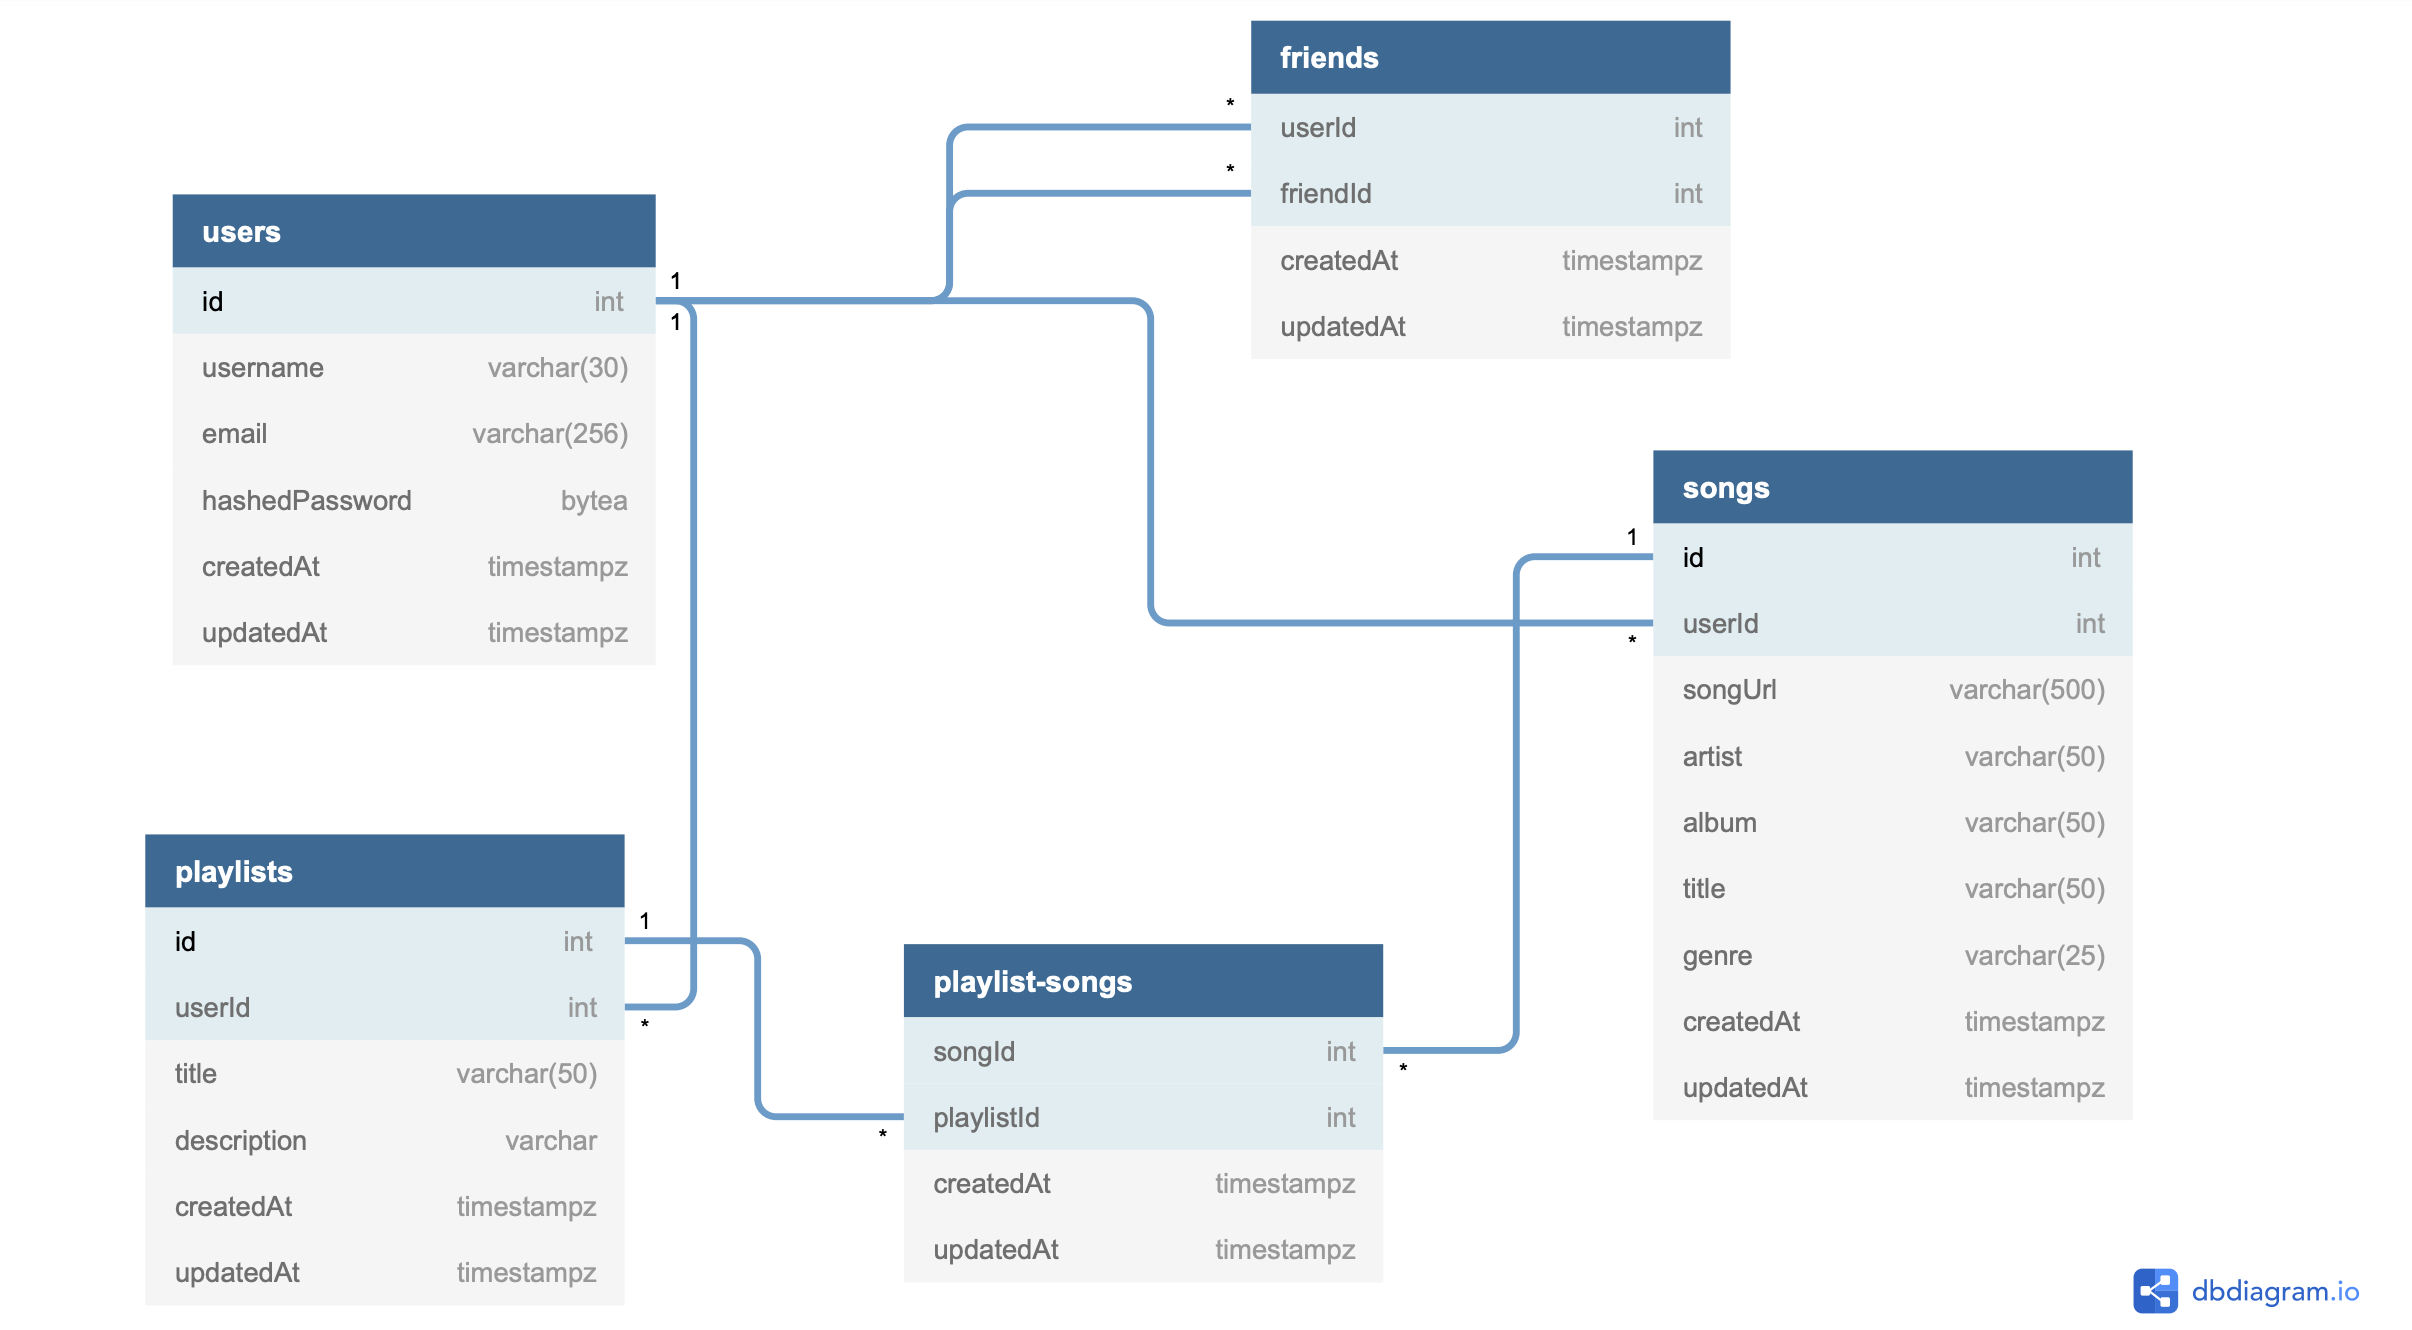 friends
userId int
friendId int
createdAt timestampz
updatedAt timestampz
*
*
users
id int
username varchar(30)
email varchar(256)
hashedPassword bytea
createdAt timestampz
updatedAt timestampz
1
1
songs
id int
userId int
songUrl varchar(500)
artist varchar(50)
album varchar(50)
title varchar(50)
genre varchar(25)
createdAt timestampz
updatedAt timestampz
1
*
playlists
id int
userId int
title varchar(50)
description varchar
createdAt timestampz
updatedAt timestampz
1
*
playlist-songs
songId int
playlistId int
createdAt timestampz
updatedAt timestampz
*
*
dbdiagram.io